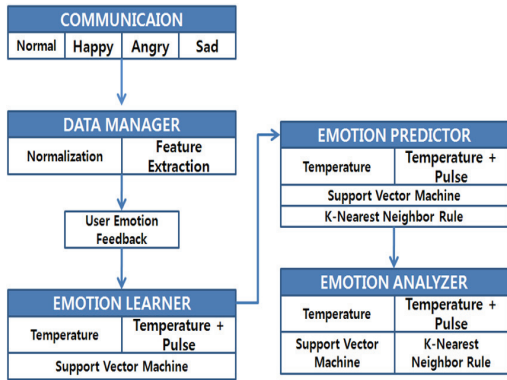 COMMUNICAION
Normal Happy Angry Sad
DATA MANAGER
Normalization Feature Extraction
User Emotion
Feedback
EMOTION LEARNER
Temperature Temperature + Pulse
Support Vector Machine
EMOTION PREDICTOR
Temperature Temperature + Pulse
Support Vector Machine
K-Nearest Neighbor Rule
EMOTION ANALYZER
Temperature Temperature + Pulse
Support Vector Machine K-Nearest Neighbor Rule